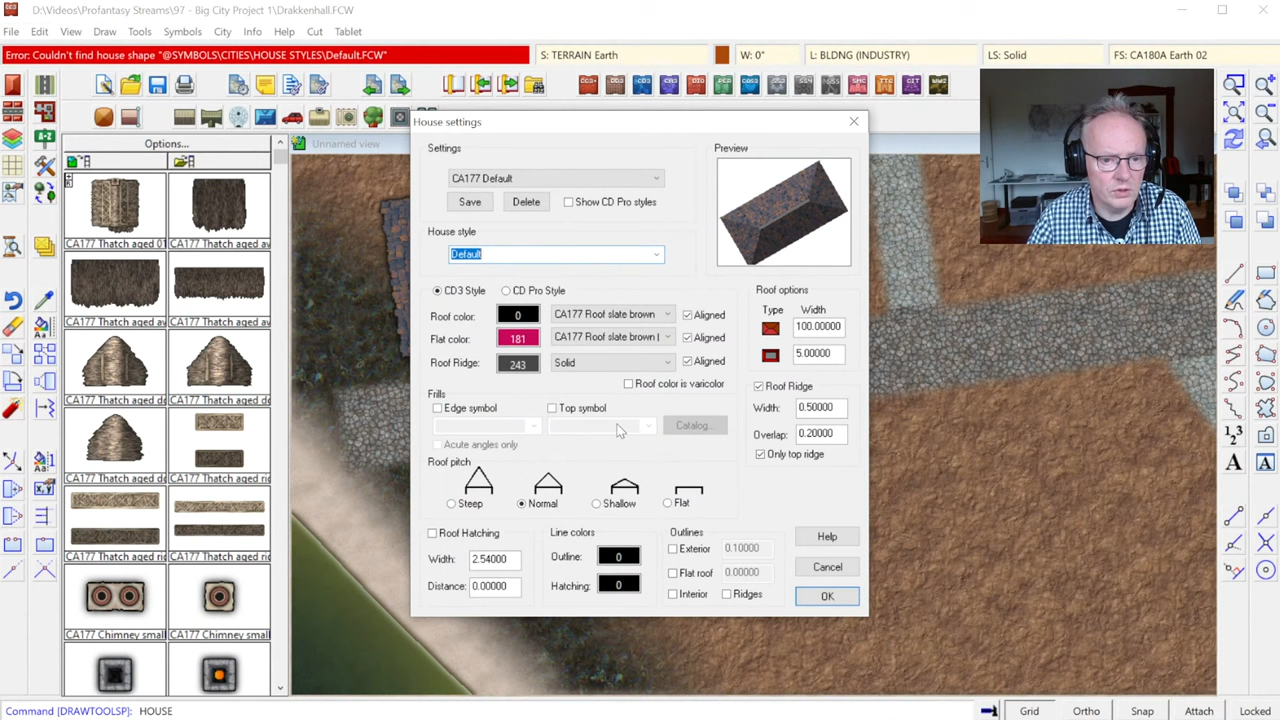 D:\Videos\Profantasy Streams\97 - Big City Project 1\Drakkenhall.FCW
File Edit View Draw Tools Symbols City Info Cut Tablet
Error: Couldn't find house shape "@SYMBOLS\CITIES\HOUSE STYLES\Default.FCW"
S: TERRAIN Earth
W: 0"
L: BLDNG (INDUSTRY)
LS: Solid
FS: CA180A Earth 02
Options...
Unnamed view
CA177 Thatch aged 01
CA177 Thatch aged av
CA177 Thatch aged av
CA177 Thatch aged av
CA177 Thatch aged do
CA177 Thatch aged do
CA177 Thatch aged do
CA177 Thatch aged rid
CA177 Thatch aged rid
CA177 Thatch aged rid
CA177 Chimney small
CA177 Chimney small
House settings
Settings
CA177 Default
Save Delete Show CD Pro styles
House style
Default
Preview
CD3 Style CD Pro Style
Roof color: 0 CA177 Roof slate brown Aligned
Flat color: 181 CA177 Roof slate brown Aligned
Roof Ridge: 243 Solid Aligned
Roof color is varicolor
Frills
Edge symbol Top symbol
Catalog...
Acute angles only
Roof pitch
Steep Normal Shallow Flat
Roof options
Type Width
100.00000
5.00000
Roof Ridge
Width: 0.50000
Overlap: 0.20000
Only top ridge
Roof Hatching
Width: 2.54000
Distance: 0.00000
Line colors
Outline: 0
Hatching: 0
Outlines
Exterior 0.10000
Flat roof 0.00000
Interior Ridges
Help
Cancel
OK
Command [DRAWTOOLSP]: HOUSE
Grid Ortho Snap Attach Locked